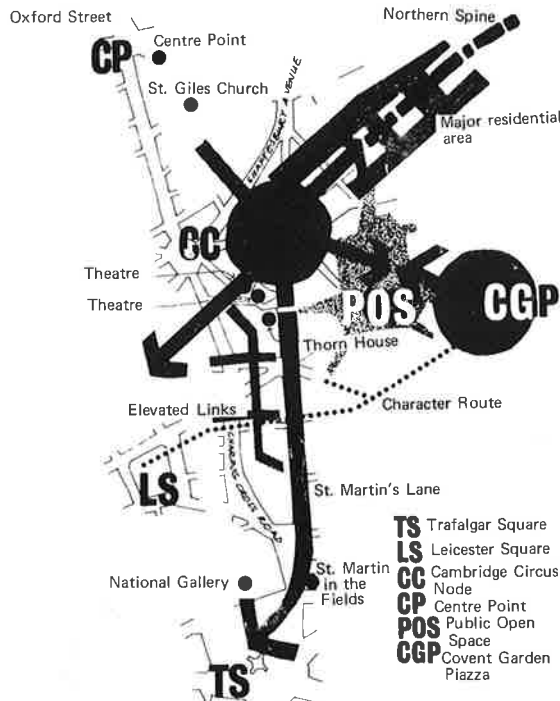 Oxford Street
Northern Spine
CP
Centre Point
St. Giles Church
SHAFTESBURY AVENUE
Major residential
area
CC
Theatre
Theatre
POS
CGP
Thorn House
Elevated Links
Character Route
CHARING CROSS ROAD
LS
St. Martin's Lane
National Gallery
St. Martin
in the
Fields
TS
TS Trafalgar Square
LS Leicester Square
CC Cambridge Circus
Node
CP Centre Point
POS Public Open
Space
CGP Covent Garden
Piazza